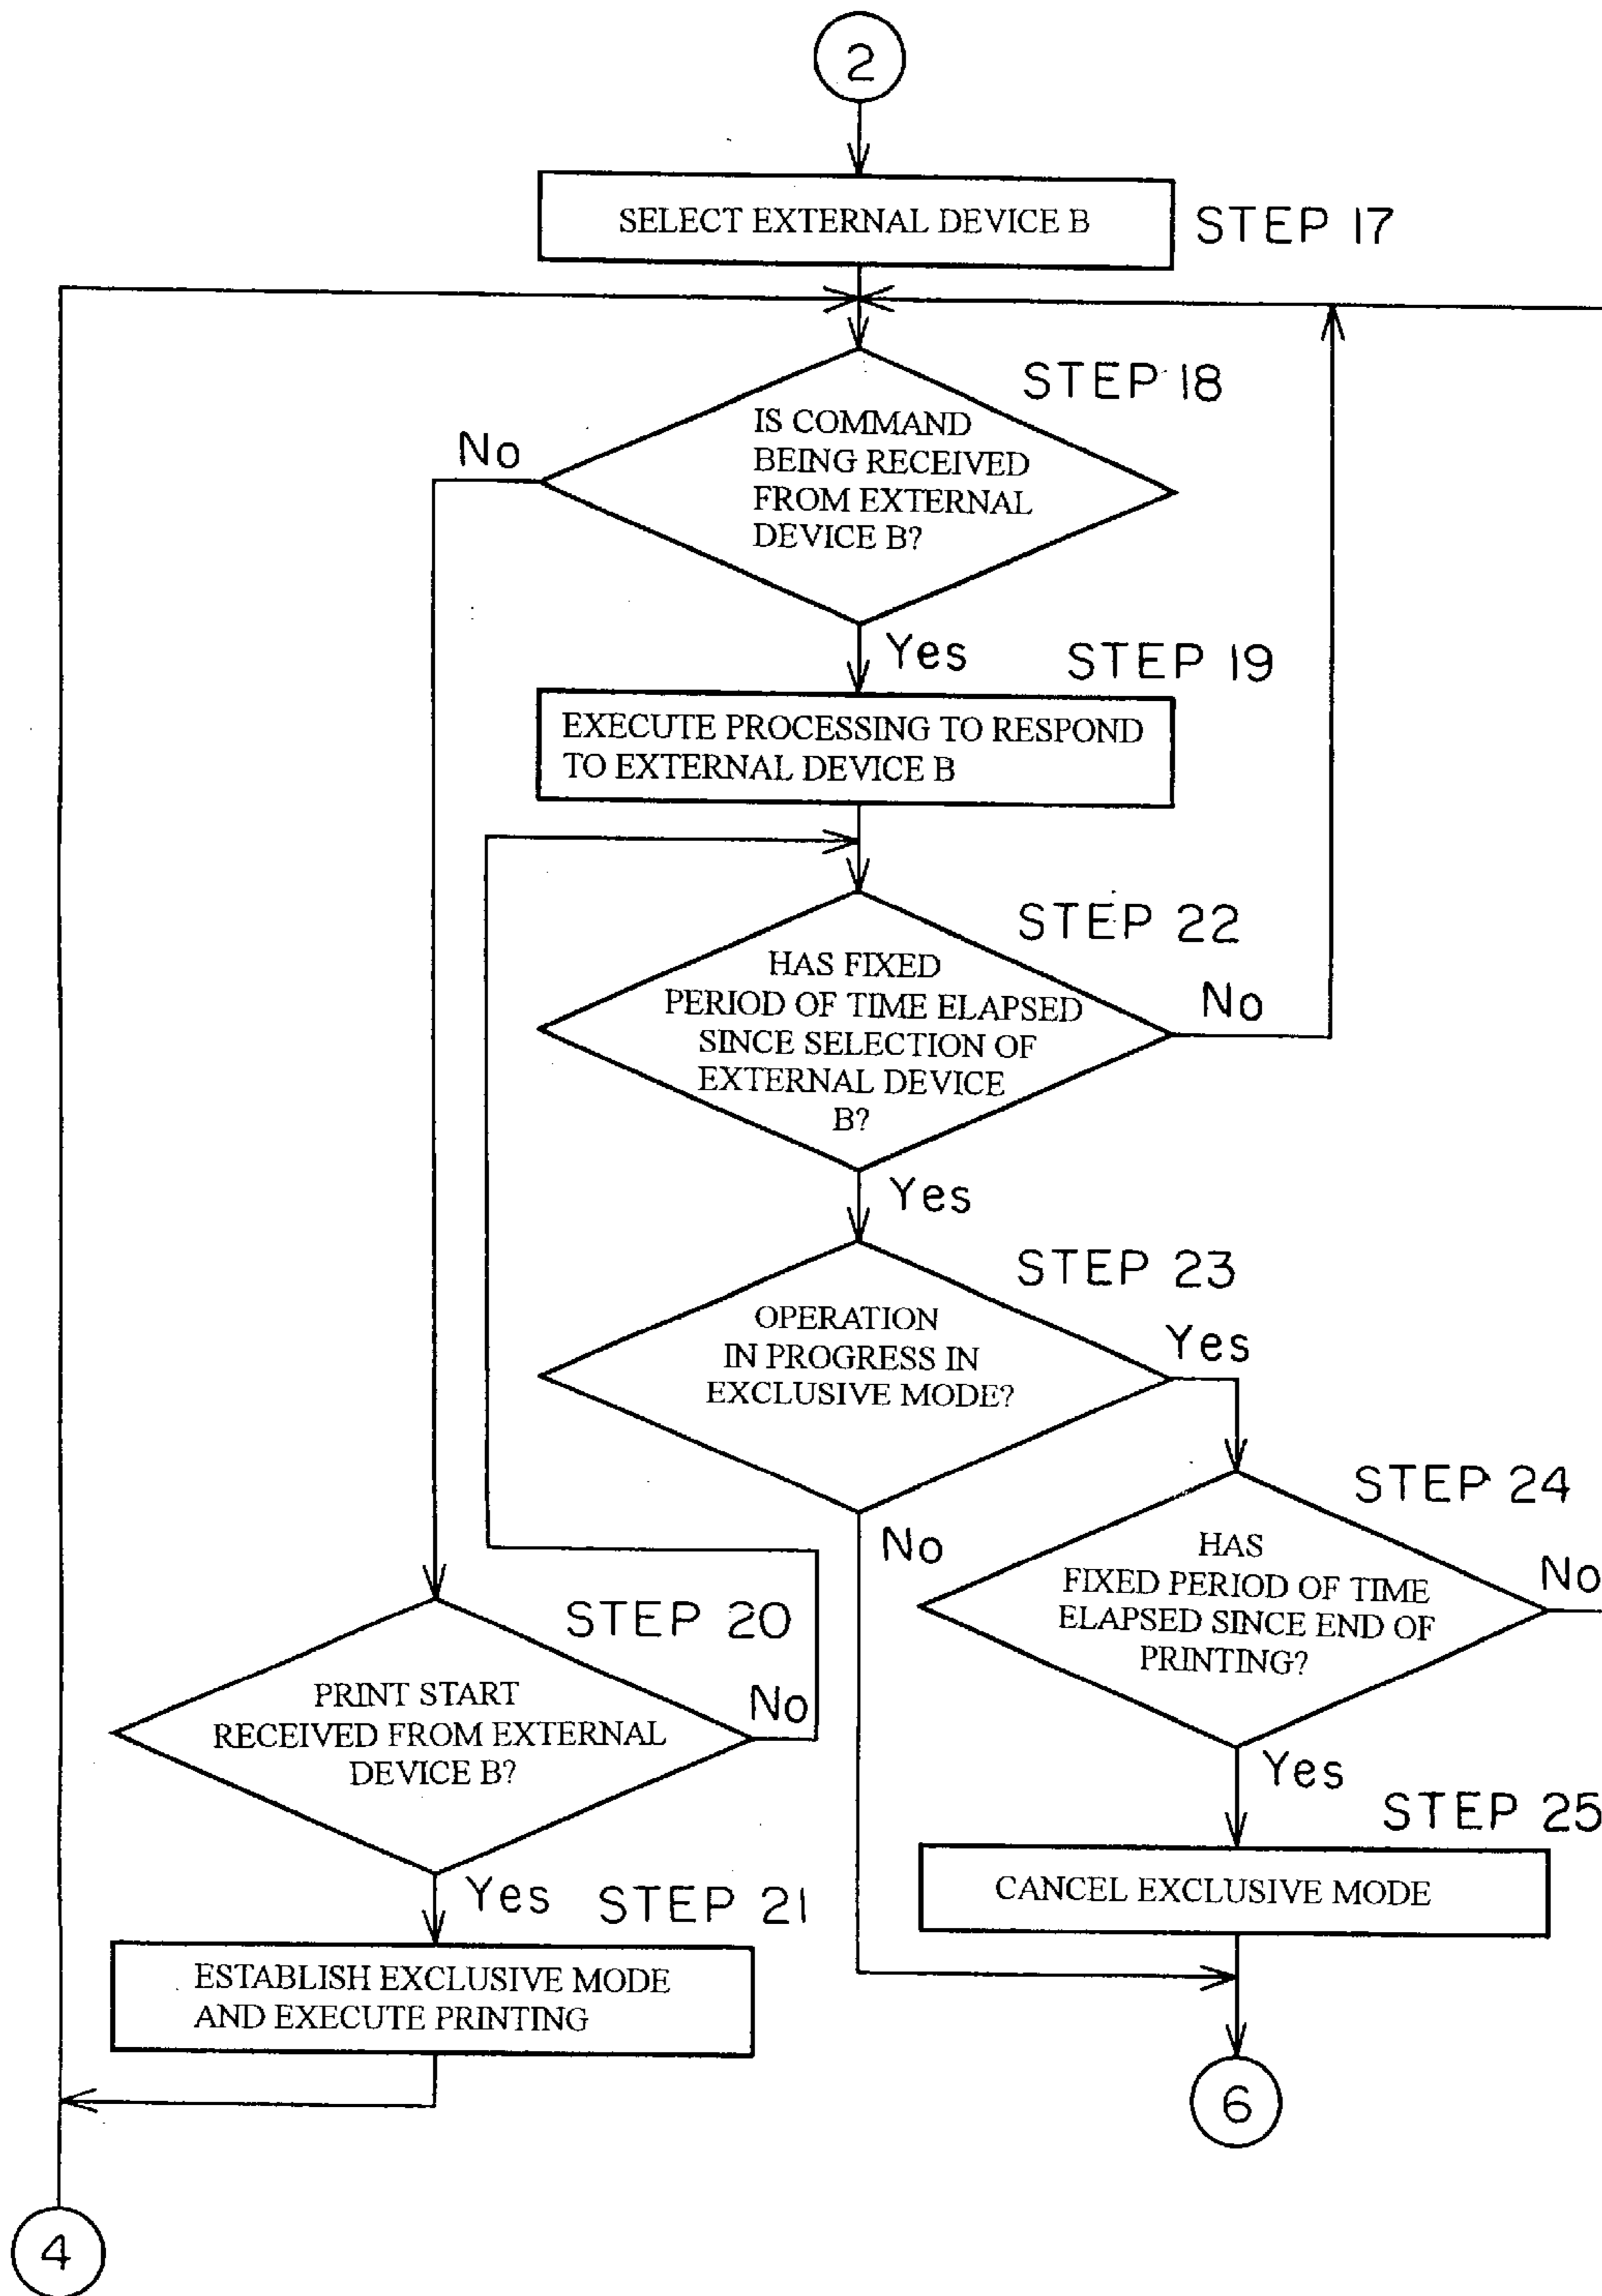 2
SELECT EXTERNAL DEVICE B
STEP 17
STEP 18
IS COMMAND
BEING RECEIVED
FROM EXTERNAL
DEVICE B?
No
Yes
STEP 19
EXECUTE PROCESSING TO RESPOND
TO EXTERNAL DEVICE B
STEP 22
HAS FIXED
PERIOD OF TIME ELAPSED
SINCE SELECTION OF
EXTERNAL DEVICE
B?
No
Yes
STEP 23
OPERATION
IN PROGRESS IN
EXCLUSIVE MODE?
Yes
No
STEP 24
HAS
FIXED PERIOD OF TIME
ELAPSED SINCE END OF
PRINTING?
No
Yes
STEP 20
PRINT START
RECEIVED FROM EXTERNAL
DEVICE B?
No
Yes
STEP 21
ESTABLISH EXCLUSIVE MODE
AND EXECUTE PRINTING
STEP 25
CANCEL EXCLUSIVE MODE
6
4